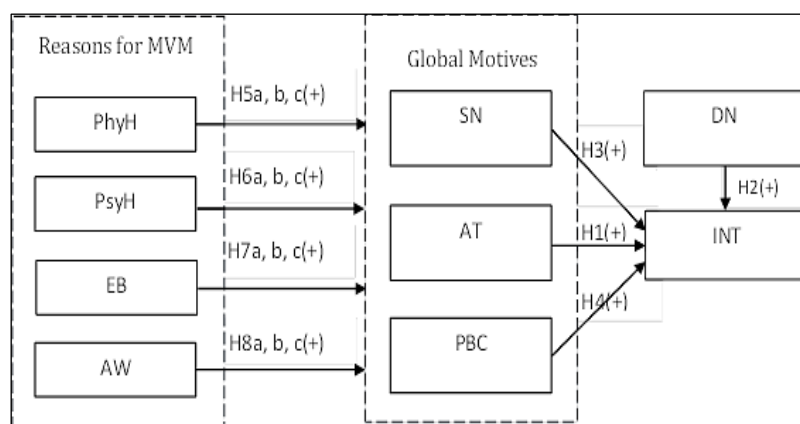 Reasons for MVM
PhyH
PsyH
EB
AW
H5a, b, c(+)
H6a, b, c(+)
H7a, b, c(+)
H8a, b, c(+)
Global Motives
SN
AT
PBC
H3(+)
H1(+)
H4(+)
DN
H2(+)
INT